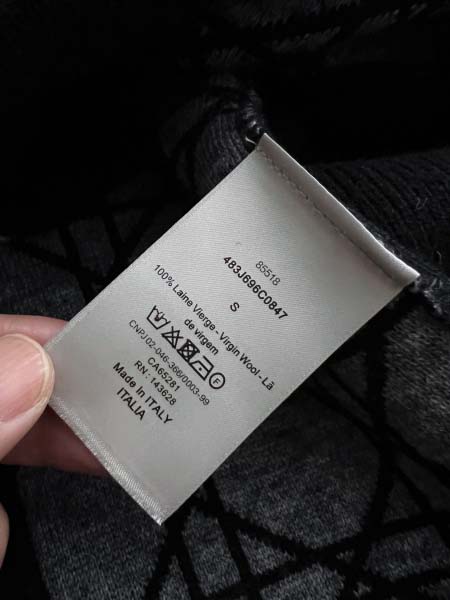 85518
483J696C0847
S
100% Laine Vierge - Virgin Wool - Lã
de virgem
F
CNPJ 02-046-366/0003-99
CA65281
RN : 143628
Made In ITALY
ITALIA